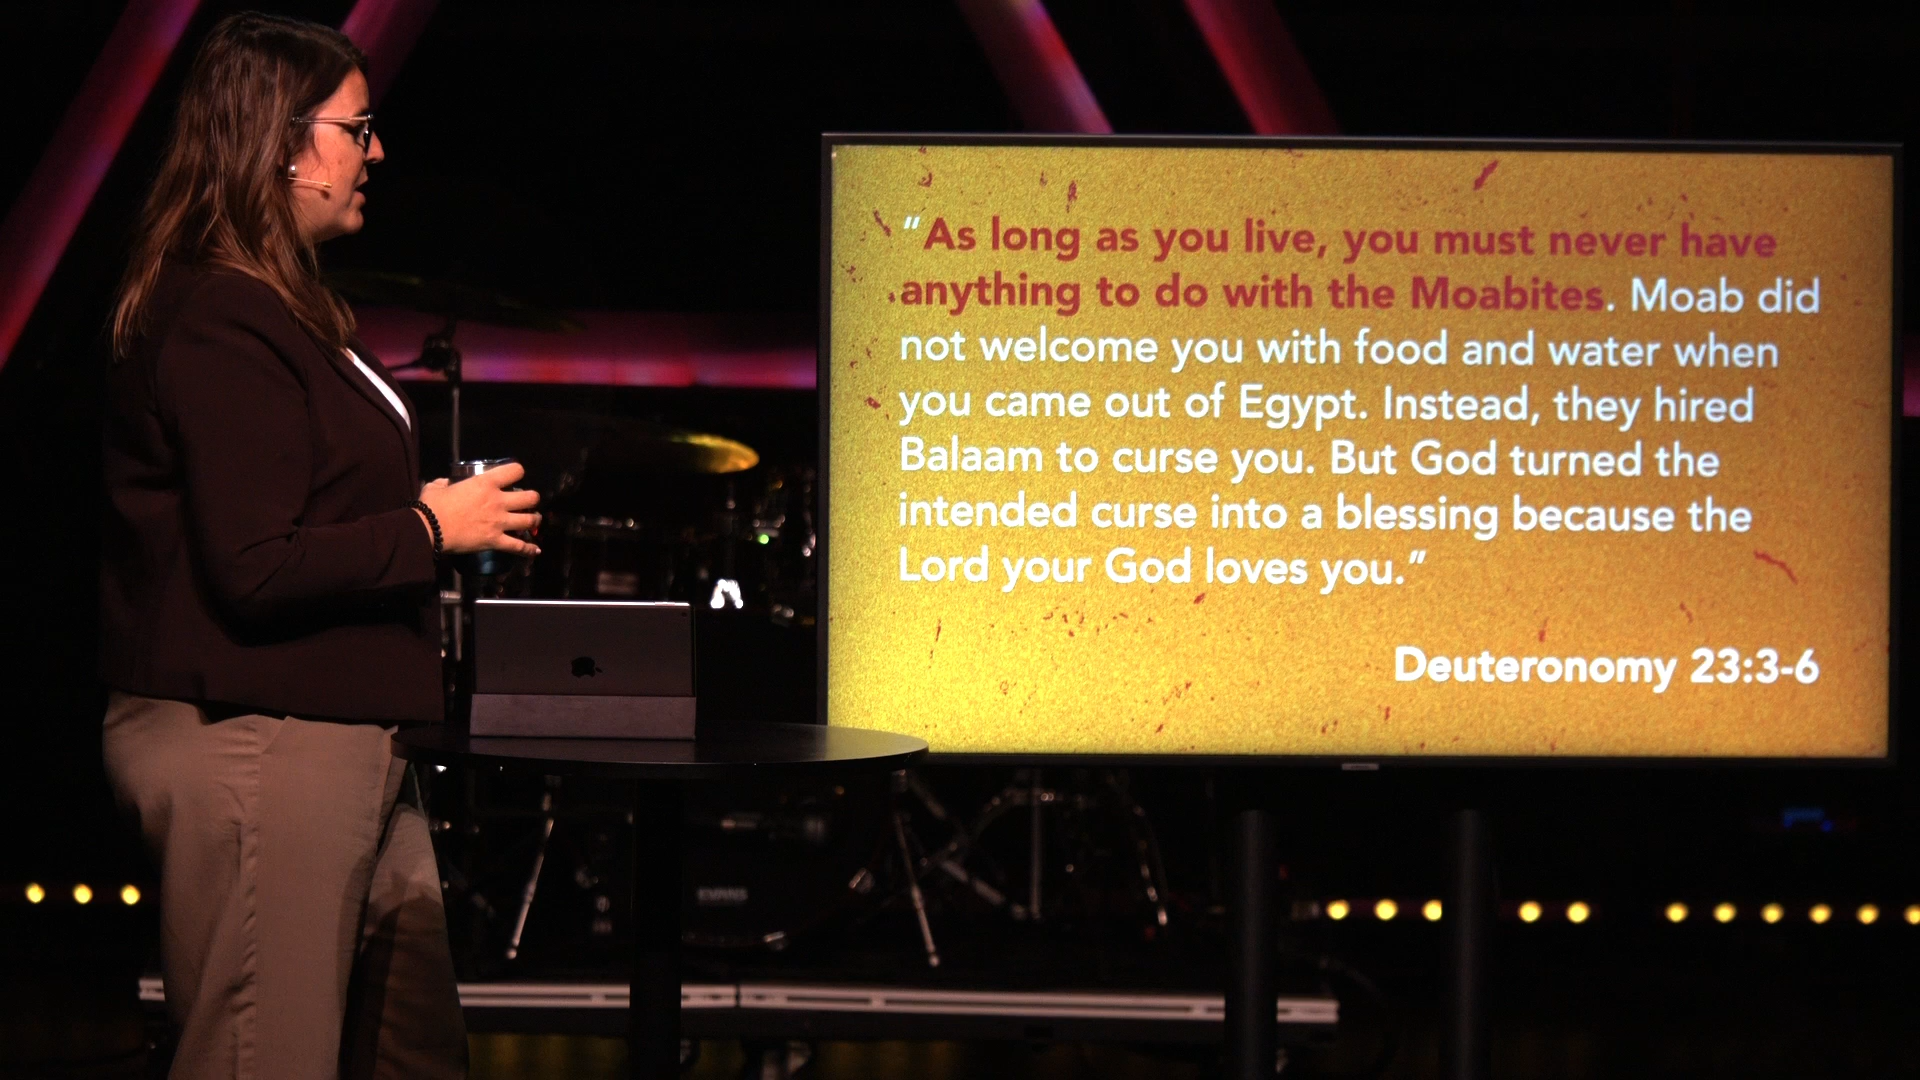 “As long as you live, you must never have
anything to do with the Moabites. Moab did
not welcome you with food and water when
you came out of Egypt. Instead, they hired
Balaam to curse you. But God turned the
intended curse into a blessing because the
Lord your God loves you.”
Deuteronomy 23:3-6
EVANS